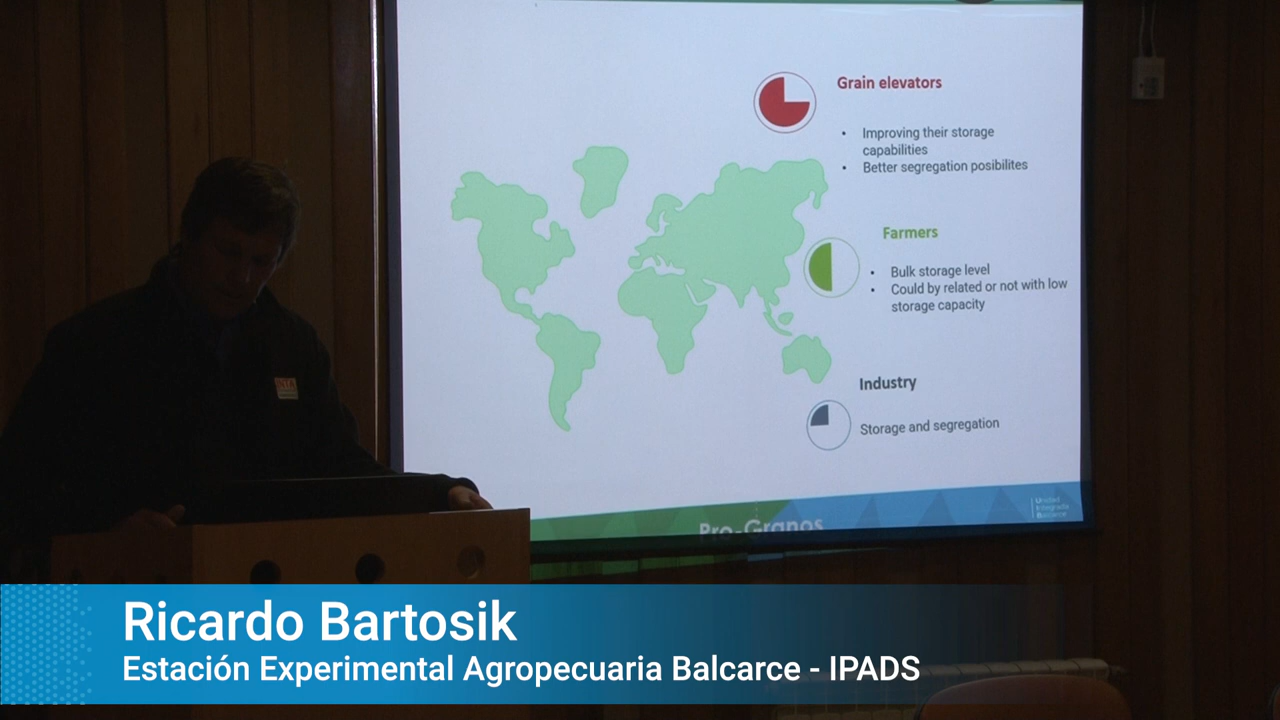 Grain elevators
• Improving their storage
capabilities
• Better segregation posibilites
Farmers
• Bulk storage level
• Could by related or not with low
storage capacity
Industry
Storage and segregation
Pro-Granos
Unidad
Integrada
Balcarce
INTA
Ricardo Bartosik
Estación Experimental Agropecuaria Balcarce - IPADS